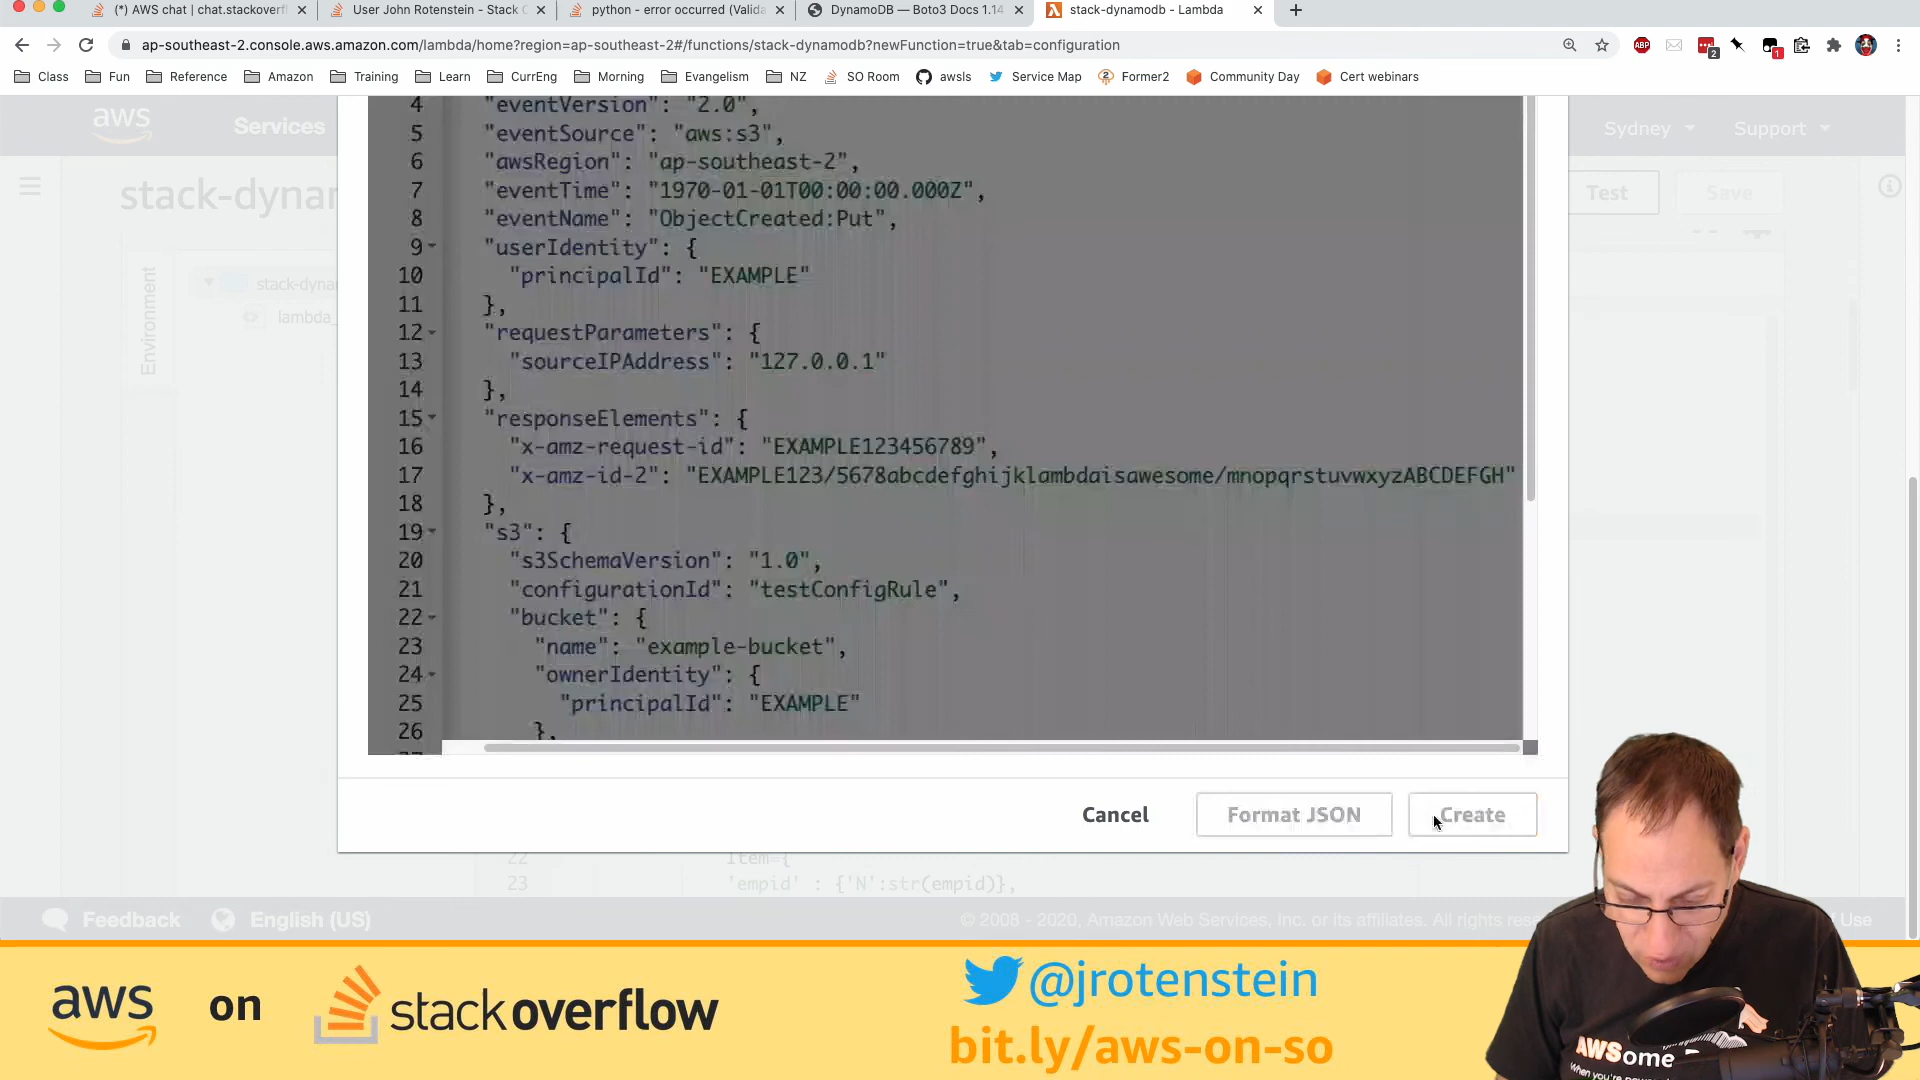 (*) AWS chat | chat.stackoverf
User John Rotenstein - Stack O
python - error occurred (Valida
DynamoDB — Boto3 Docs 1.14
stack-dynamodb - Lambda
ap-southeast-2.console.aws.amazon.com/lambda/home?region=ap-southeast-2#/functions/stack-dynamodb?newFunction=true&tab=configuration
ABP
2
1
Class
Fun
Reference
Amazon
Training
Learn
CurrEng
Morning
Evangelism
NZ
SO Room
awsls
Service Map
Former2
Community Day
Cert webinars
aws
Services
Sydney
Support
stack-dynam
Test
Save
Environment
stack-dyna
lambda_
4 "eventVersion": "2.0",
5 "eventSource": "aws:s3",
6 "awsRegion": "ap-southeast-2",
7 "eventTime": "1970-01-01T00:00:00.000Z",
8 "eventName": "ObjectCreated:Put",
9 "userIdentity": {
10 "principalId": "EXAMPLE"
11 },
12 "requestParameters": {
13 "sourceIPAddress": "127.0.0.1"
14 },
15 "responseElements": {
16 "x-amz-request-id": "EXAMPLE123456789",
17 "x-amz-id-2": "EXAMPLE123/5678abcdefghijklambdaisawesome/mnopqrstuvwxyzABCDEFGH"
18 },
19 "s3": {
20 "s3SchemaVersion": "1.0",
21 "configurationId": "testConfigRule",
22 "bucket": {
23 "name": "example-bucket",
24 "ownerIdentity": {
25 "principalId": "EXAMPLE"
26 },
Cancel
Format JSON
Create
22 Item={
23 'empid' : {'N':str(empid)},
Feedback
English (US)
© 2008 - 2020, Amazon Web Services, Inc. or its affiliates. All rights rese
Use
aws on stackoverflow
@jrotenstein
bit.ly/aws-on-so
AWSome
When you're